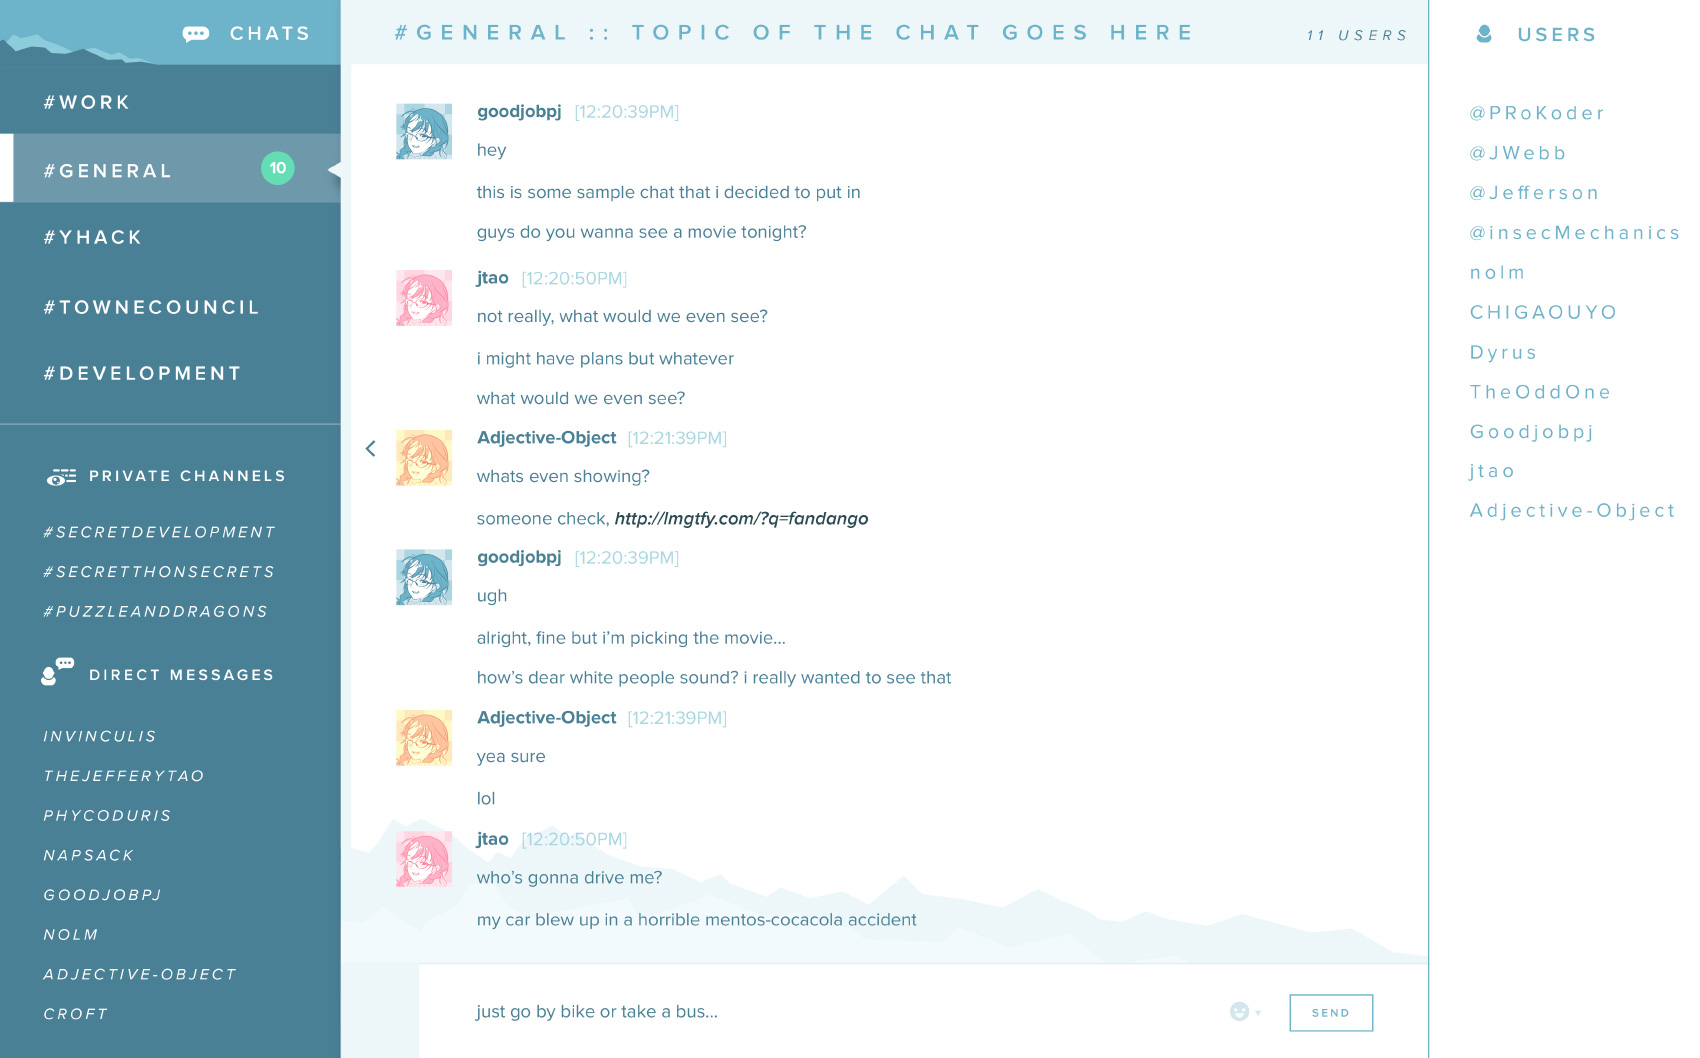 CHATS
#WORK
#GENERAL
10
#YHACK
#TOWNECOUNCIL
#DEVELOPMENT
PRIVATE CHANNELS
#SECRETDEVELOPMENT
#SECRETTHONSECRETS
#PUZZLEANDDRAGONS
DIRECT MESSAGES
INVINCULIS
THEJEFFERYTAO
PHYCODURIS
NAPSACK
GOODJOBPJ
NOLM
ADJECTIVE-OBJECT
CROFT
#GENERAL :: TOPIC OF THE CHAT GOES HERE
11 USERS
goodjobpj [12:20:39PM]
hey
this is some sample chat that i decided to put in
guys do you wanna see a movie tonight?
jtao [12:20:50PM]
not really, what would we even see?
i might have plans but whatever
what would we even see?
Adjective-Object [12:21:39PM]
whats even showing?
someone check, http://lmgtfy.com/?q=fandango
goodjobpj [12:20:39PM]
ugh
alright, fine but i’m picking the movie...
how’s dear white people sound? i really wanted to see that
Adjective-Object [12:21:39PM]
yea sure
lol
jtao [12:20:50PM]
who’s gonna drive me?
my car blew up in a horrible mentos-cocacola accident
just go by bike or take a bus...
SEND
USERS
@PRoKoder
@JWebb
@Jefferson
@insecMechanics
nolm
CHIGAOUYO
Dyrus
TheOddOne
Goodjobpj
jtao
Adjective-Object